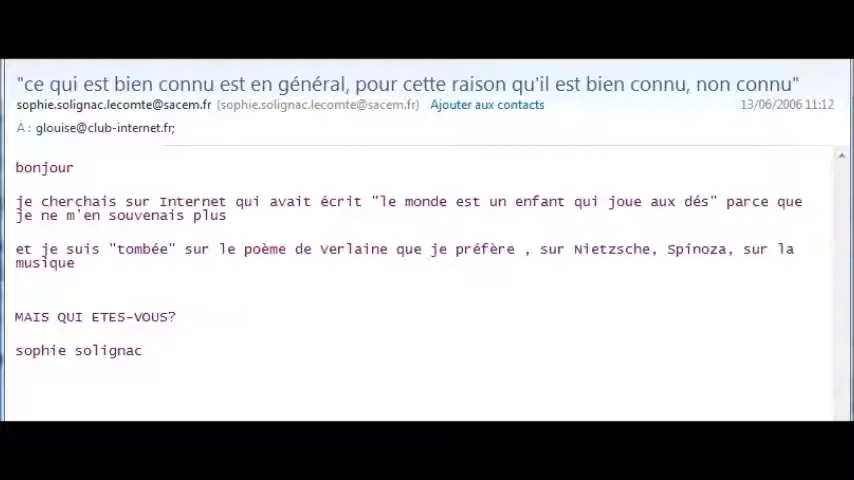 "ce qui est bien connu est en général, pour cette raison qu'il est bien connu, non connu"
sophie.solignac.lecomte@sacem.fr (sophie.solignac.lecomte@sacem.fr) Ajouter aux contacts 13/06/2006 11:12
À : glouise@club-internet.fr;
bonjour
je cherchais sur Internet qui avait écrit "le monde est un enfant qui joue aux dés" parce que
je ne m'en souvenais plus
et je suis "tombée" sur le poème de Verlaine que je préfère , sur Nietzsche, Spinoza, sur la
musique
MAIS QUI ETES-VOUS?
sophie solignac